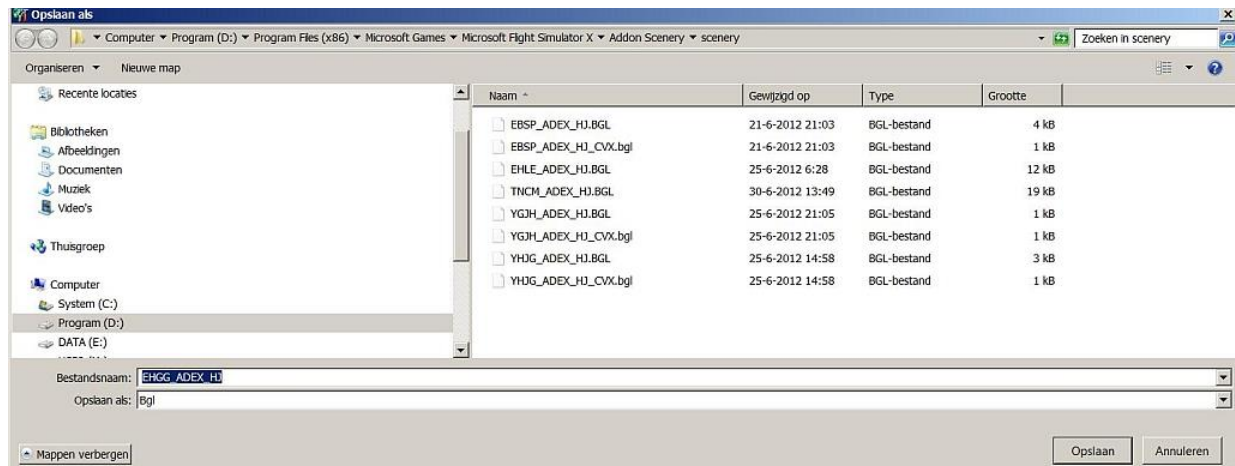 Opslaan als
Computer ▾ Program (D:) ▾ Program Files (x86) ▾ Microsoft Games ▾ Microsoft Flight Simulator X ▾ Addon Scenery ▾ scenery
Zoeken in scenery
Organiseren Nieuwe map
Recente locaties
Bibliotheken
Afbeeldingen
Documenten
Muziek
Video's
Thuisgroep
Computer
System (C:)
Program (D:)
DATA (E:)
Naam Gewijzigd op Type Grootte
EBSP_ADEX_HJ.BGL 21-6-2012 21:03 BGL-bestand 4 kB
EBSP_ADEX_HJ_CVX.bgl 21-6-2012 21:03 BGL-bestand 1 kB
EHLE_ADEX_HJ.BGL 25-6-2012 6:28 BGL-bestand 12 kB
TNCM_ADEX_HJ.BGL 30-6-2012 13:49 BGL-bestand 19 kB
YGJH_ADEX_HJ.BGL 25-6-2012 21:05 BGL-bestand 1 kB
YGJH_ADEX_HJ_CVX.bgl 25-6-2012 21:05 BGL-bestand 1 kB
YHJG_ADEX_HJ.BGL 25-6-2012 14:58 BGL-bestand 3 kB
YHJG_ADEX_HJ_CVX.bgl 25-6-2012 14:58 BGL-bestand 1 kB
Bestandsnaam: EHGG_ADEX_HJ
Opslaan als: Bgl
Mappen verbergen
Opslaan Annuleren